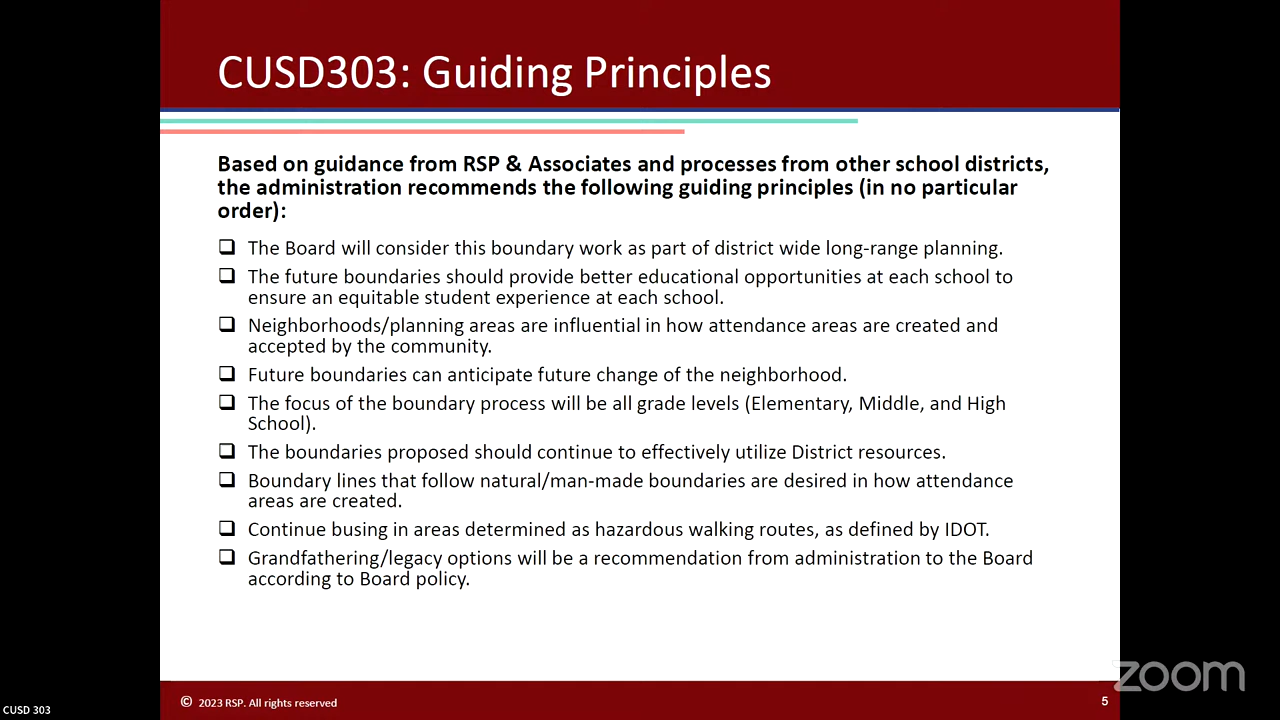 CUSD303: Guiding Principles
Based on guidance from RSP & Associates and processes from other school districts,
the administration recommends the following guiding principles (in no particular
order):
The Board will consider this boundary work as part of district wide long-range planning.
The future boundaries should provide better educational opportunities at each school to
ensure an equitable student experience at each school.
Neighborhoods/planning areas are influential in how attendance areas are created and
accepted by the community.
Future boundaries can anticipate future change of the neighborhood.
The focus of the boundary process will be all grade levels (Elementary, Middle, and High
School).
The boundaries proposed should continue to effectively utilize District resources.
Boundary lines that follow natural/man-made boundaries are desired in how attendance
areas are created.
Continue busing in areas determined as hazardous walking routes, as defined by IDOT.
Grandfathering/legacy options will be a recommendation from administration to the Board
according to Board policy.
© 2023 RSP. All rights reserved
5
zoom
CUSD 303